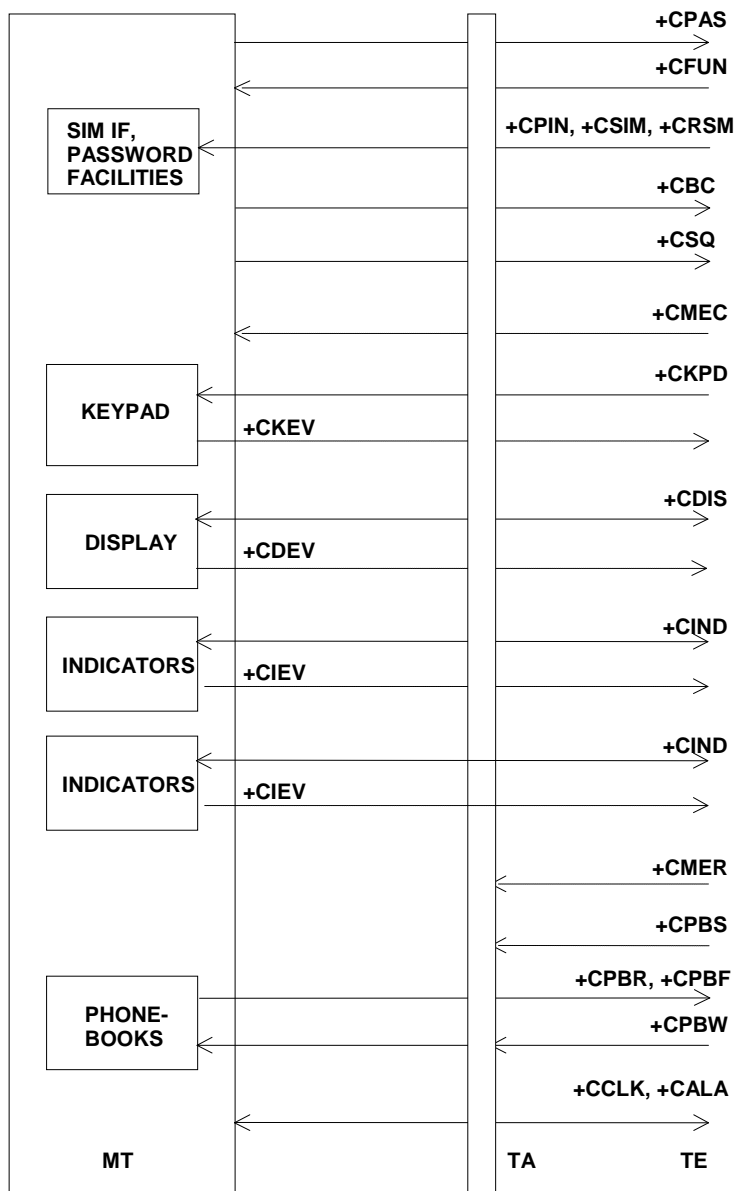 +CPAS
+CFUN
SIM IF,
PASSWORD
FACILITIES
+CPIN, +CSIM, +CRSM
+CBC
+CSQ
+CMEC
+CKPD
KEYPAD
+CKEV
+CDIS
DISPLAY
+CDEV
+CIND
INDICATORS
+CIEV
+CIND
INDICATORS
+CIEV
+CMER
+CPBS
+CPBR, +CPBF
PHONE-
BOOKS
+CPBW
+CCLK, +CALA
MT TA TE